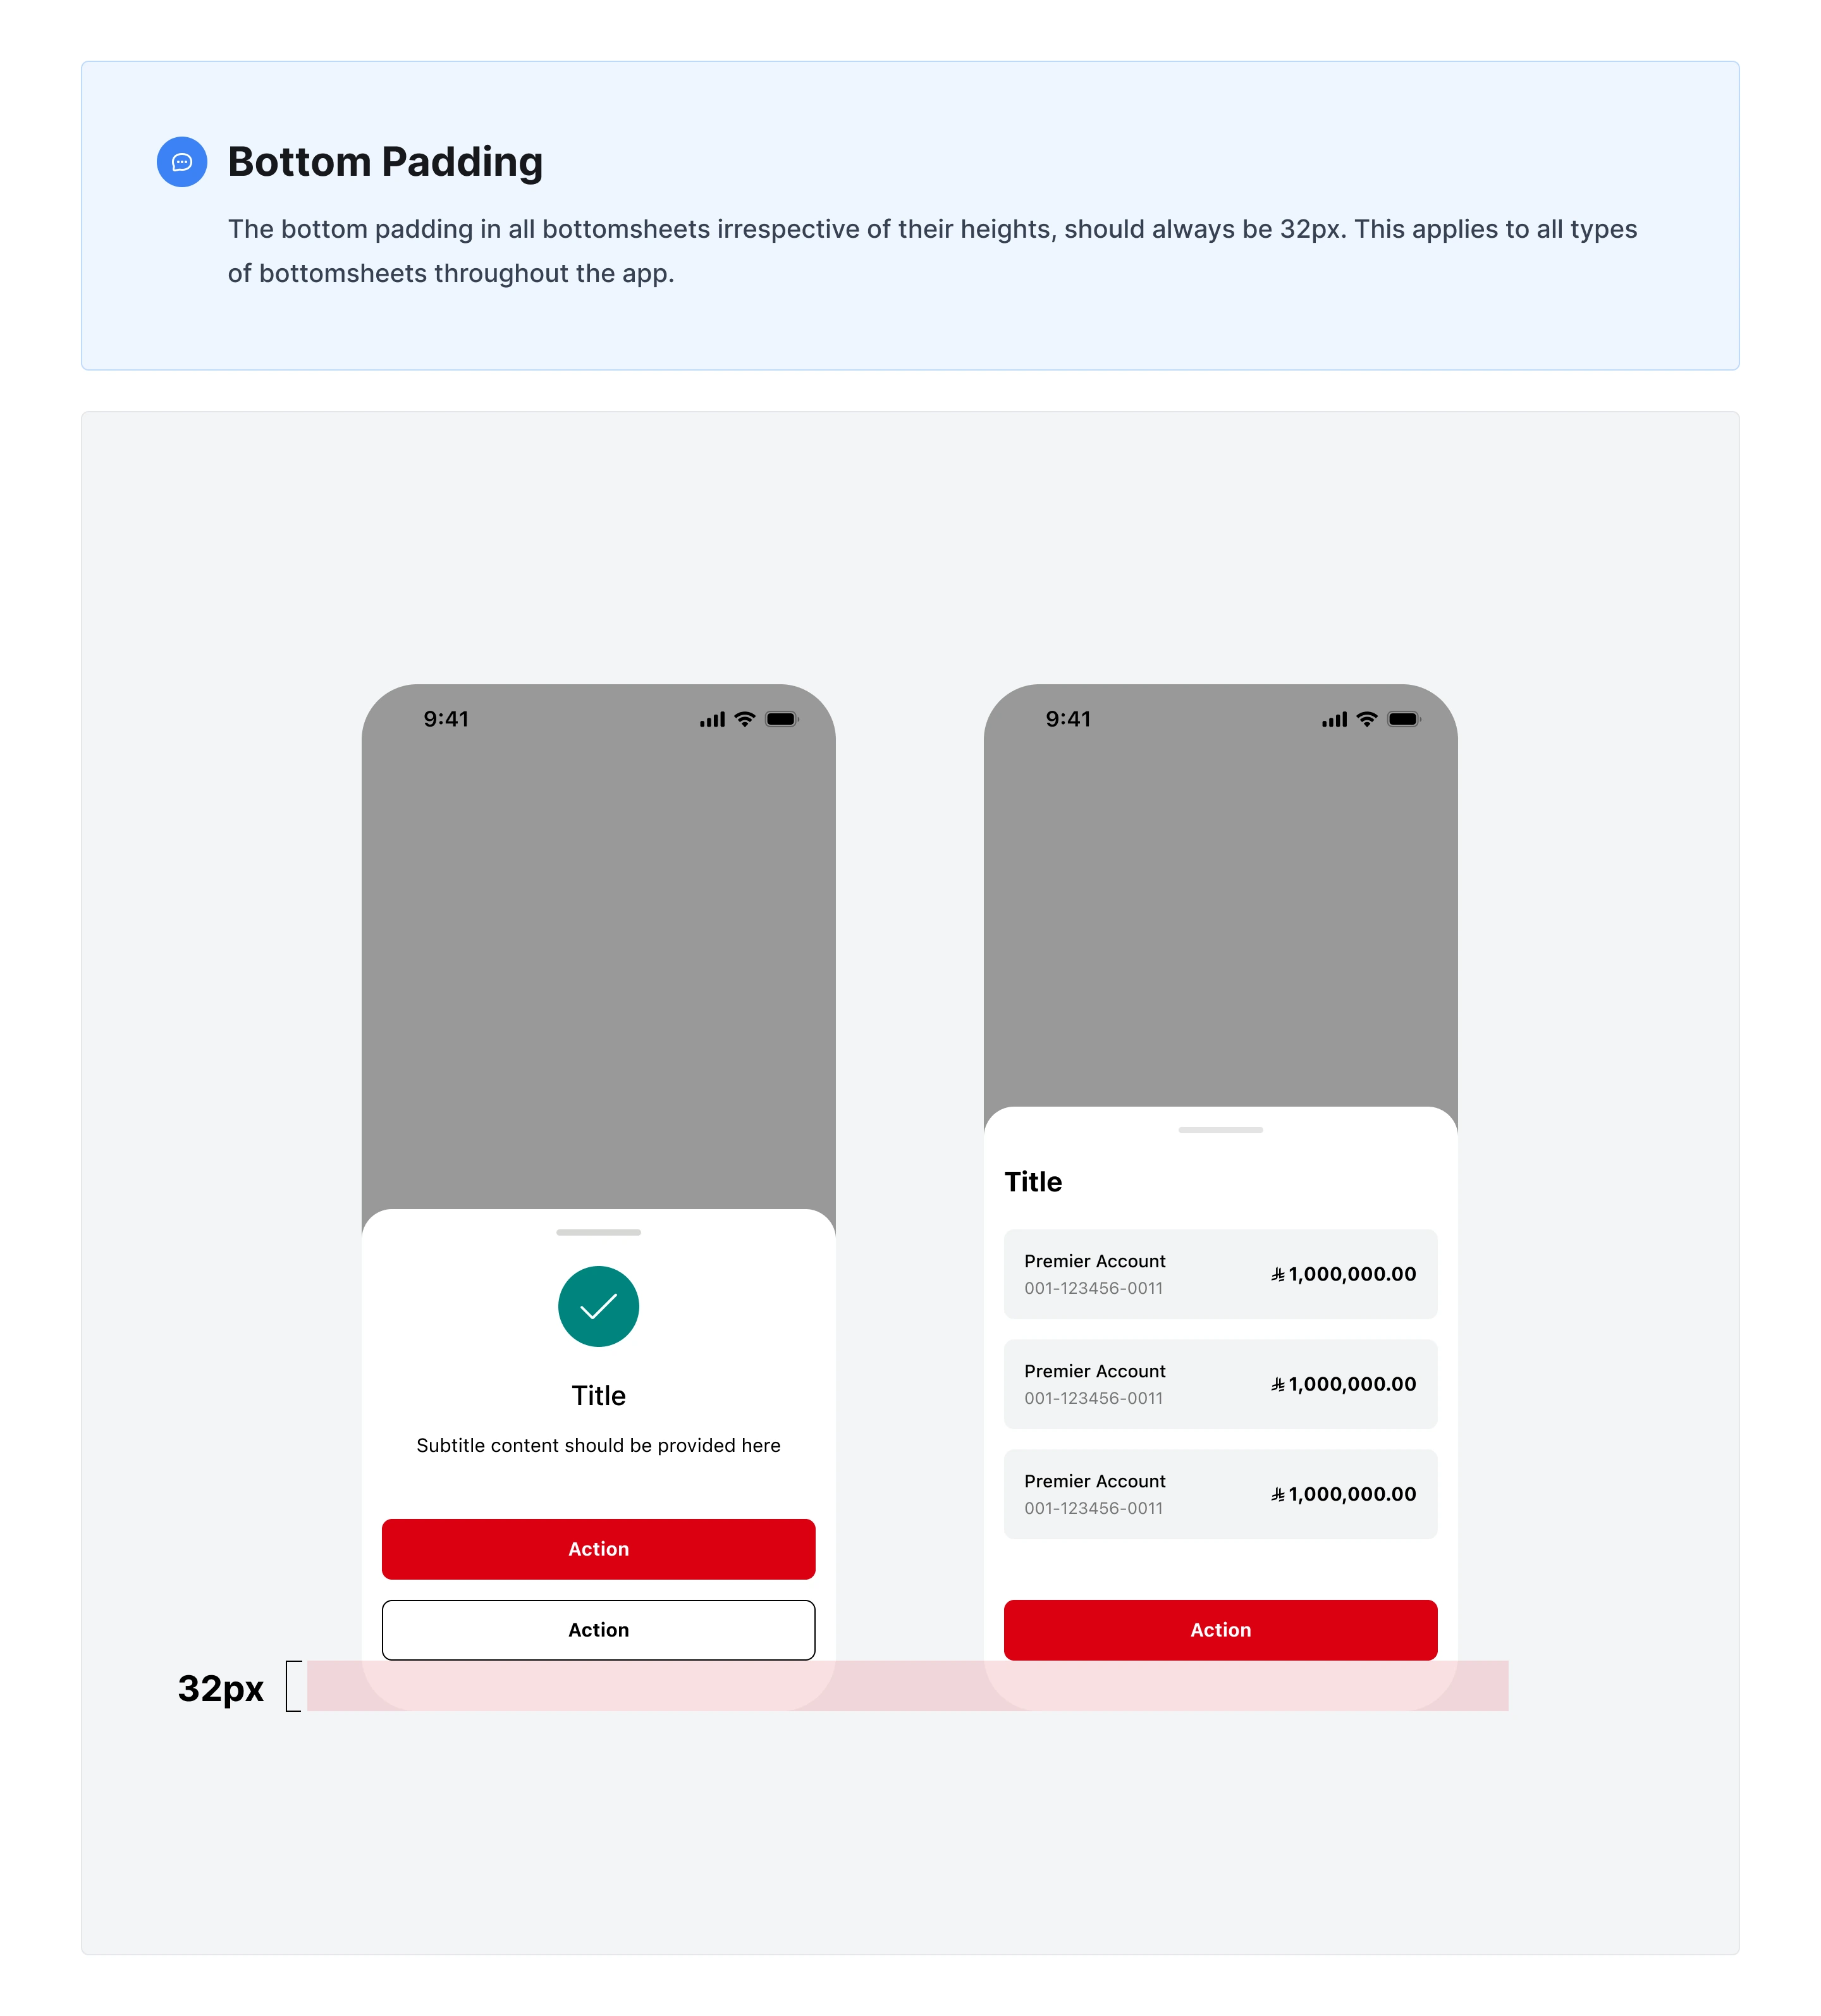 Bottom Padding
The bottom padding in all bottomsheets irrespective of their heights, should always be 32px. This applies to all types
of bottomsheets throughout the app.
9:41
Title
Subtitle content should be provided here
Action
Action
9:41
Title
Premier Account
001-123456-0011
⃁ 1,000,000.00
Premier Account
001-123456-0011
⃁ 1,000,000.00
Premier Account
001-123456-0011
⃁ 1,000,000.00
Action
32px